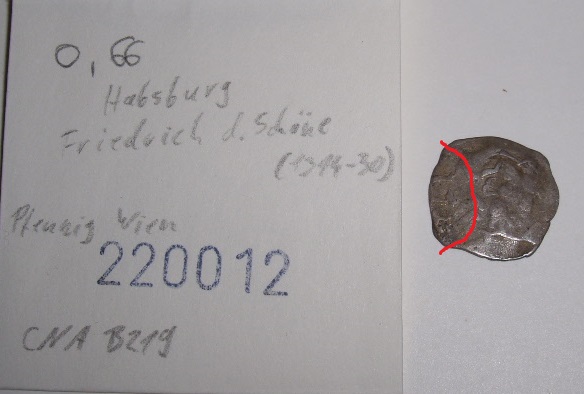 0,66
Habsburg
Friedrich d. Schöne
(1314-30)
Pfennig Wien
220012
CNA B219